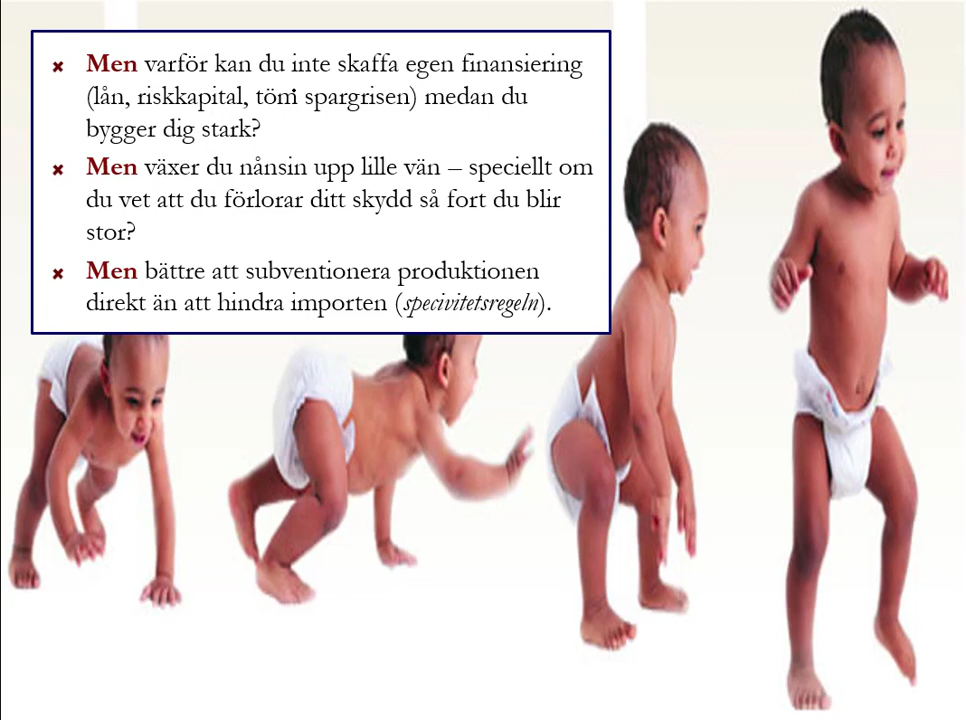 Men varför kan du inte skaffa egen finansiering
(lån, riskkapital, töm spargrisen) medan du
bygger dig stark?
Men växer du nånsin upp lille vän – speciellt om
du vet att du förlorar ditt skydd så fort du blir
stor?
Men bättre att subventionera produktionen
direkt än att hindra importen (specivitetsregeln).